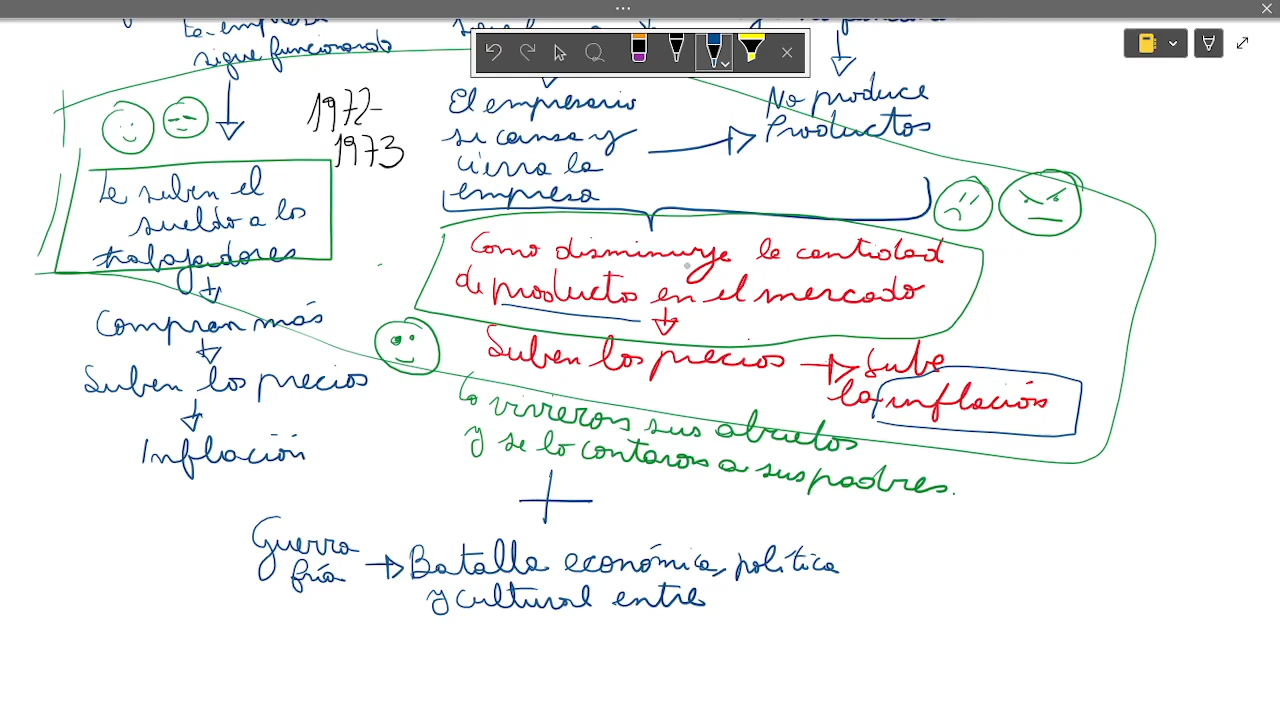 sigue funcionando
1972-
1973
Le suben el
sueldo a los
trabajadores
Compran más
Suben los precios
Inflación
El empresario
se cansa y
cierra la
empresa
No produce
Productos
Como disminuye la cantidad
de productos en el mercado
Suben los precios → Sube
la inflación
Lo vivieron sus abuelos
y se lo contaron a sus padres.
Guerra
fría → Batalla económica, política
y cultural entre